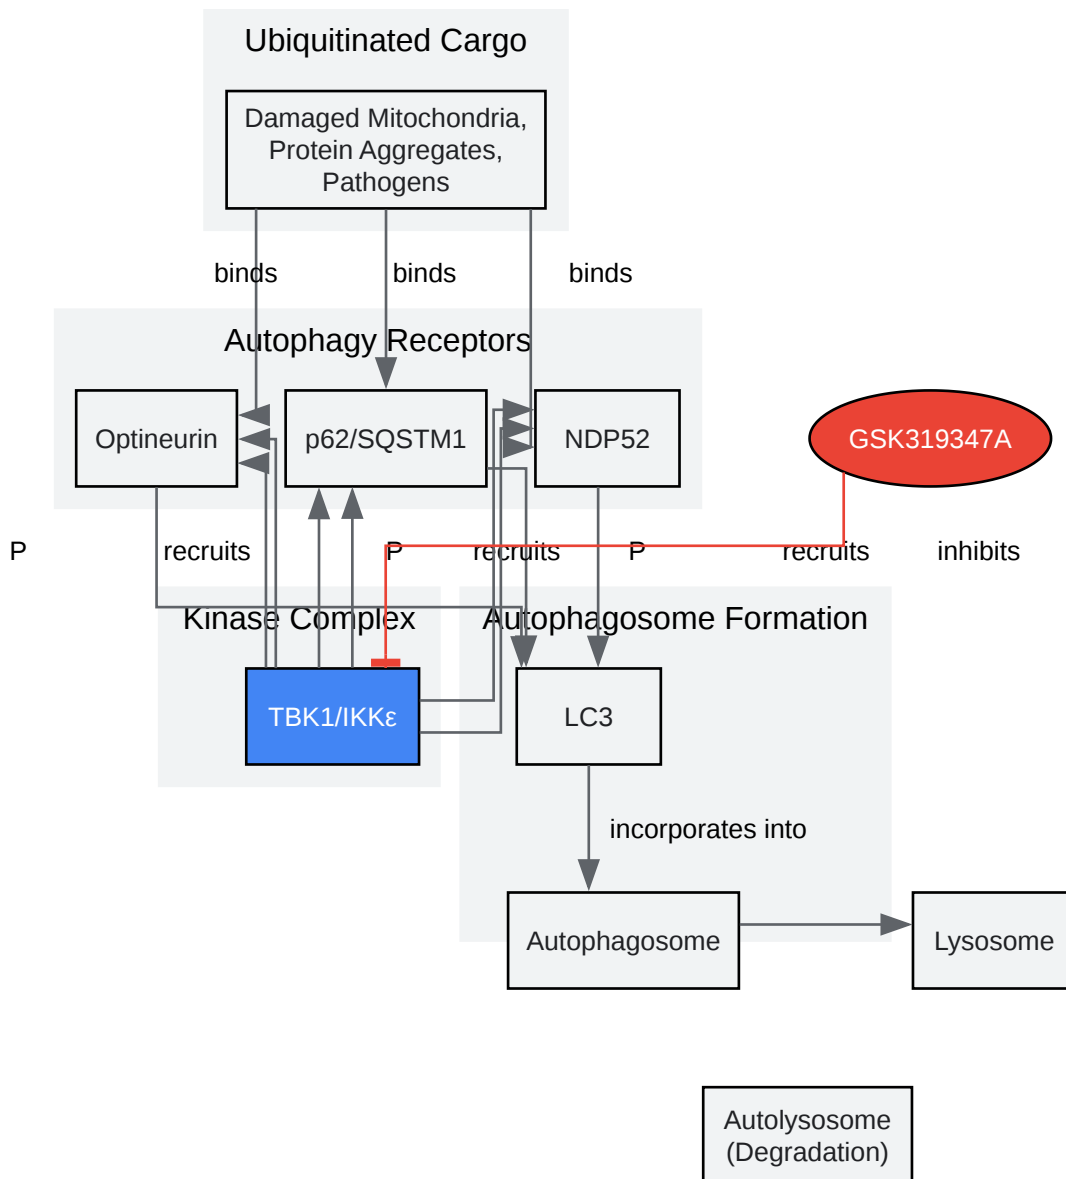 Ubiquitinated Cargo
Damaged Mitochondria,
Protein Aggregates,
Pathogens
binds
binds
binds
Autophagy Receptors
Optineurin
p62/SQSTM1
NDP52
GSK319347A
P
recruits
P
recruits
P
recruits
inhibits
Kinase Complex
Autophagosome Formation
TBK1/IKKε
LC3
incorporates into
Autophagosome
Lysosome
Autolysosome
(Degradation)